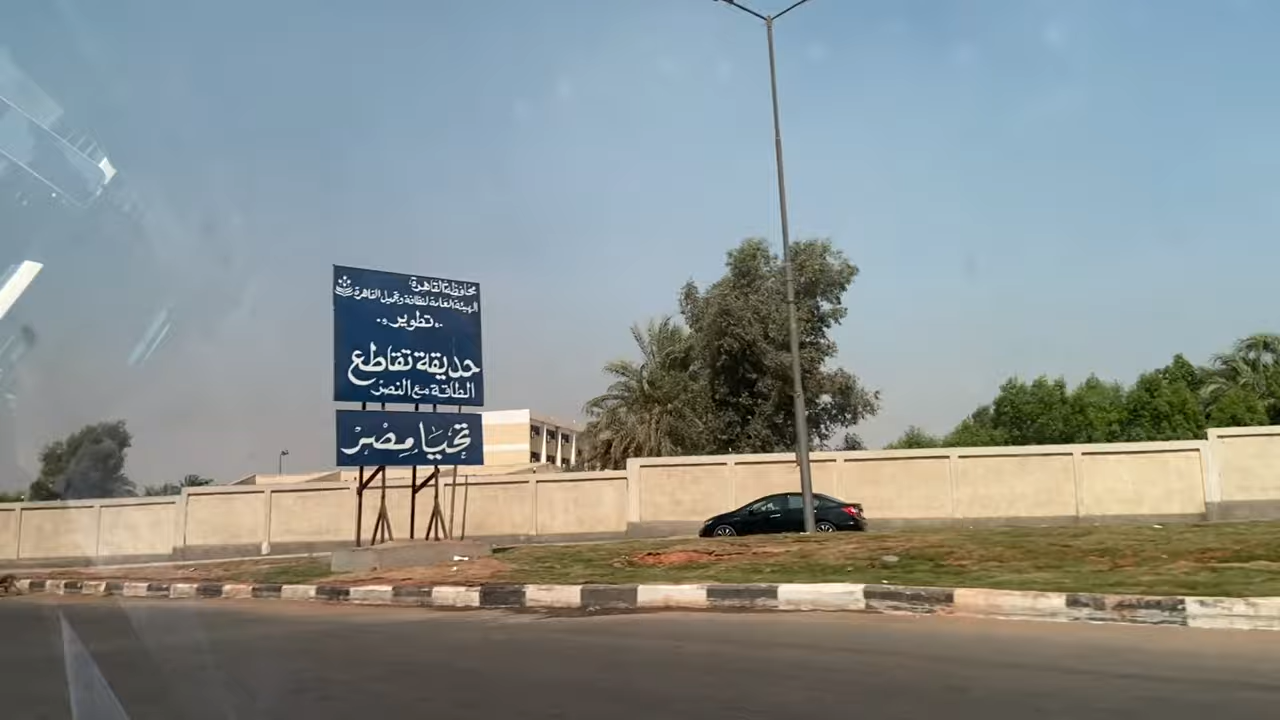 محافظة القاهرة
الهيئة العامة لنظافة وتجميل القاهرة
تطوير
حديقة تقاطع
الطاقة مع النصر
تحيا مصر